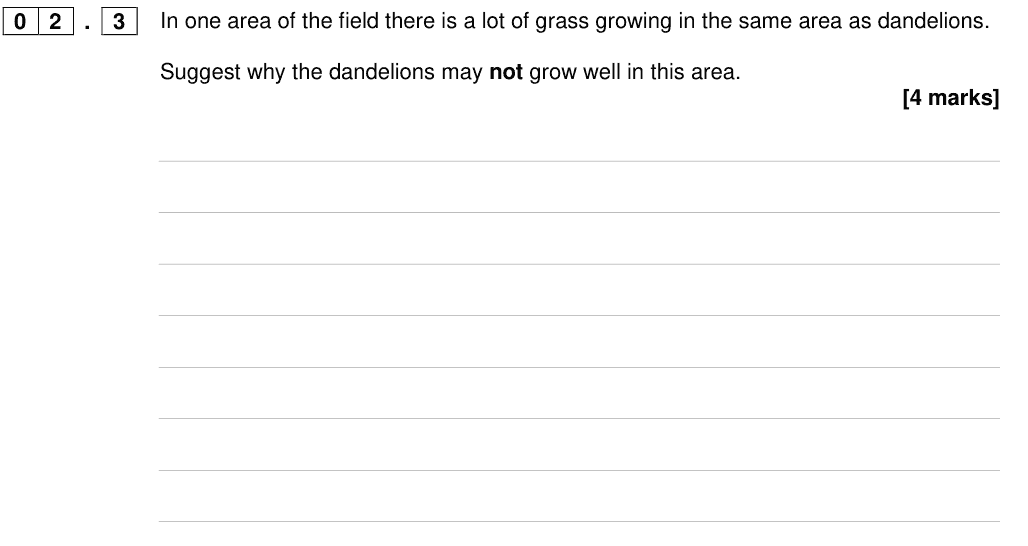 0 2 . 3 In one area of the field there is a lot of grass growing in the same area as dandelions.
Suggest why the dandelions may not grow well in this area.
[4 marks]